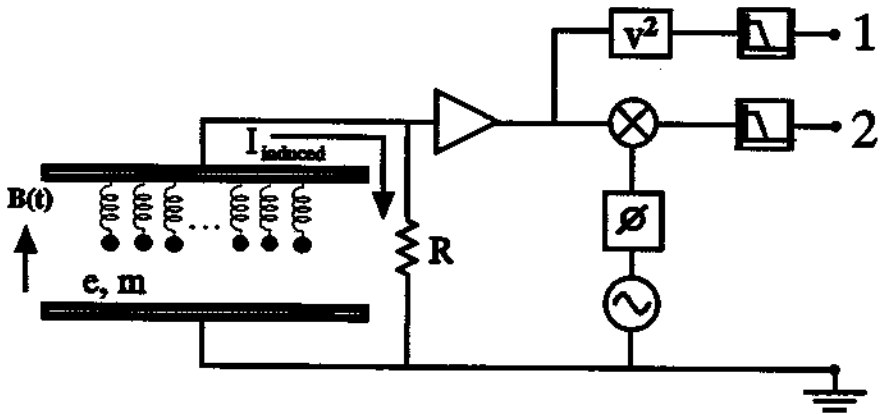 V²
1
2
I induced
B(t)
...
R
ø
e, m